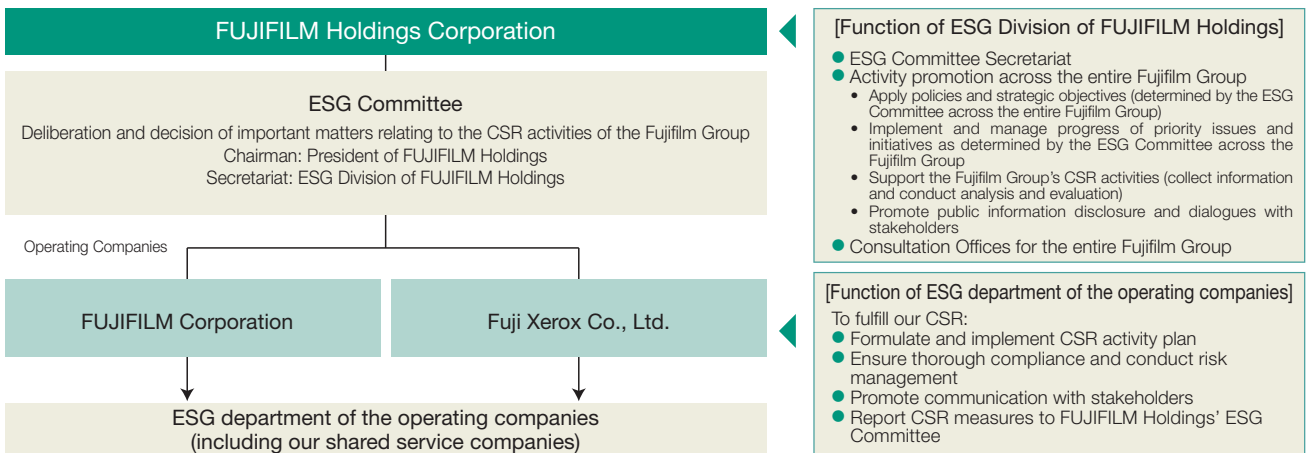 FUJIFILM Holdings Corporation
ESG Committee
Deliberation and decision of important matters relating to the CSR activities of the Fujifilm Group
Chairman: President of FUJIFILM Holdings
Secretariat: ESG Division of FUJIFILM Holdings
Operating Companies
FUJIFILM Corporation
Fuji Xerox Co., Ltd.
ESG department of the operating companies
(including our shared service companies)
[Function of ESG Division of FUJIFILM Holdings]
● ESG Committee Secretariat
● Activity promotion across the entire Fujifilm Group
• Apply policies and strategic objectives (determined by the ESG
Committee across the entire Fujifilm Group)
• Implement and manage progress of priority issues and
initiatives as determined by the ESG Committee across the
Fujifilm Group
• Support the Fujifilm Group's CSR activities (collect information
and conduct analysis and evaluation)
• Promote public information disclosure and dialogues with
stakeholders
● Consultation Offices for the entire Fujifilm Group
[Function of ESG department of the operating companies]
To fulfill our CSR:
● Formulate and implement CSR activity plan
● Ensure thorough compliance and conduct risk
management
● Promote communication with stakeholders
● Report CSR measures to FUJIFILM Holdings' ESG
Committee